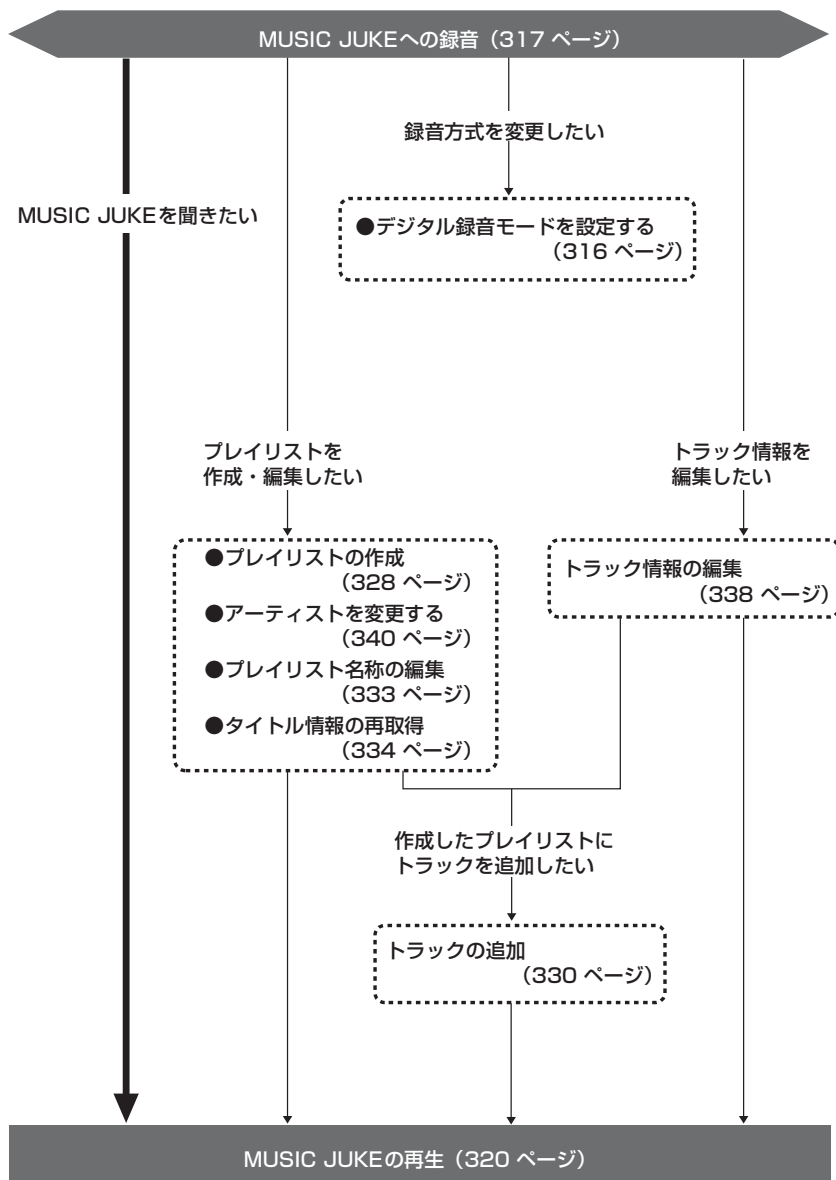 MUSIC JUKEへの録音（317 ページ）
録音方式を変更したい
MUSIC JUKEを聞きたい
●デジタル録音モードを設定する
（316 ページ）
プレイリストを
作成・編集したい
トラック情報を
編集したい
●プレイリストの作成
（328 ページ）
●アーティストを変更する
（340 ページ）
●プレイリスト名称の編集
（333 ページ）
●タイトル情報の再取得
（334 ページ）
トラック情報の編集
（338 ページ）
作成したプレイリストに
トラックを追加したい
トラックの追加
（330 ページ）
MUSIC JUKEの再生（320 ページ）